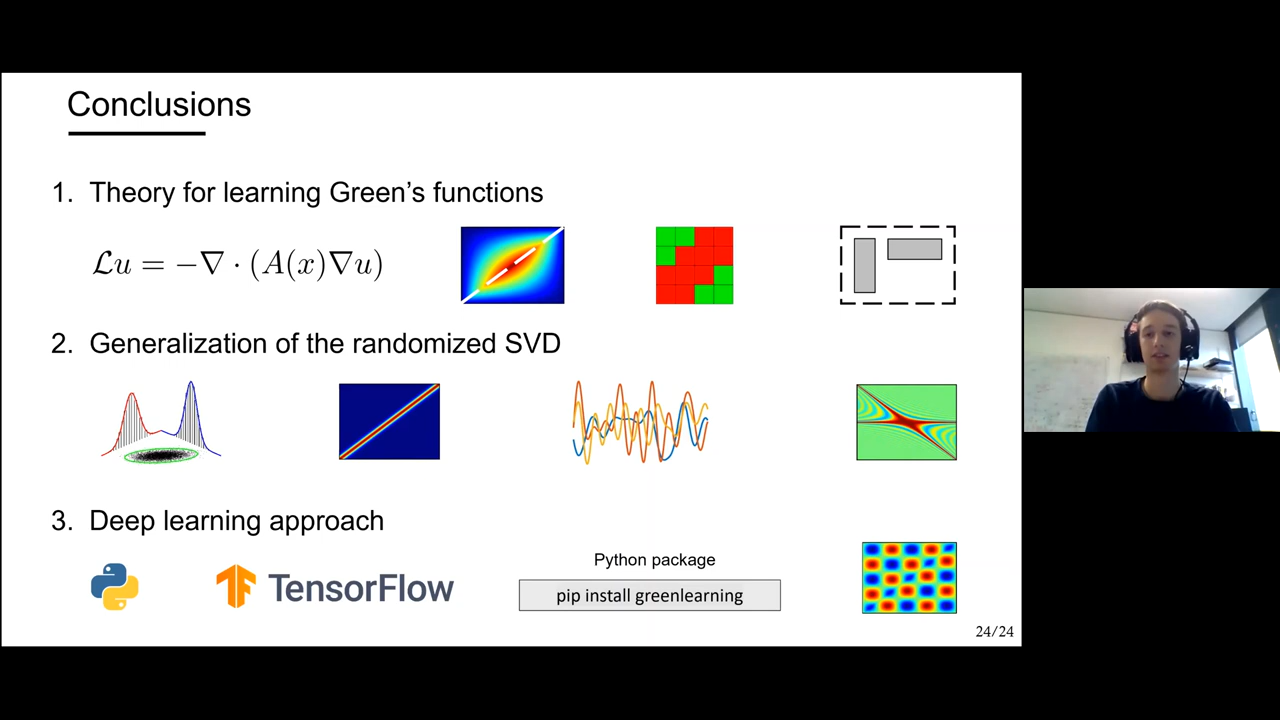 Conclusions
1. Theory for learning Green's functions
ℒu = −∇ · (A(x)∇u)
2. Generalization of the randomized SVD
3. Deep learning approach
Python package
TensorFlow
pip install greenlearning
24/24